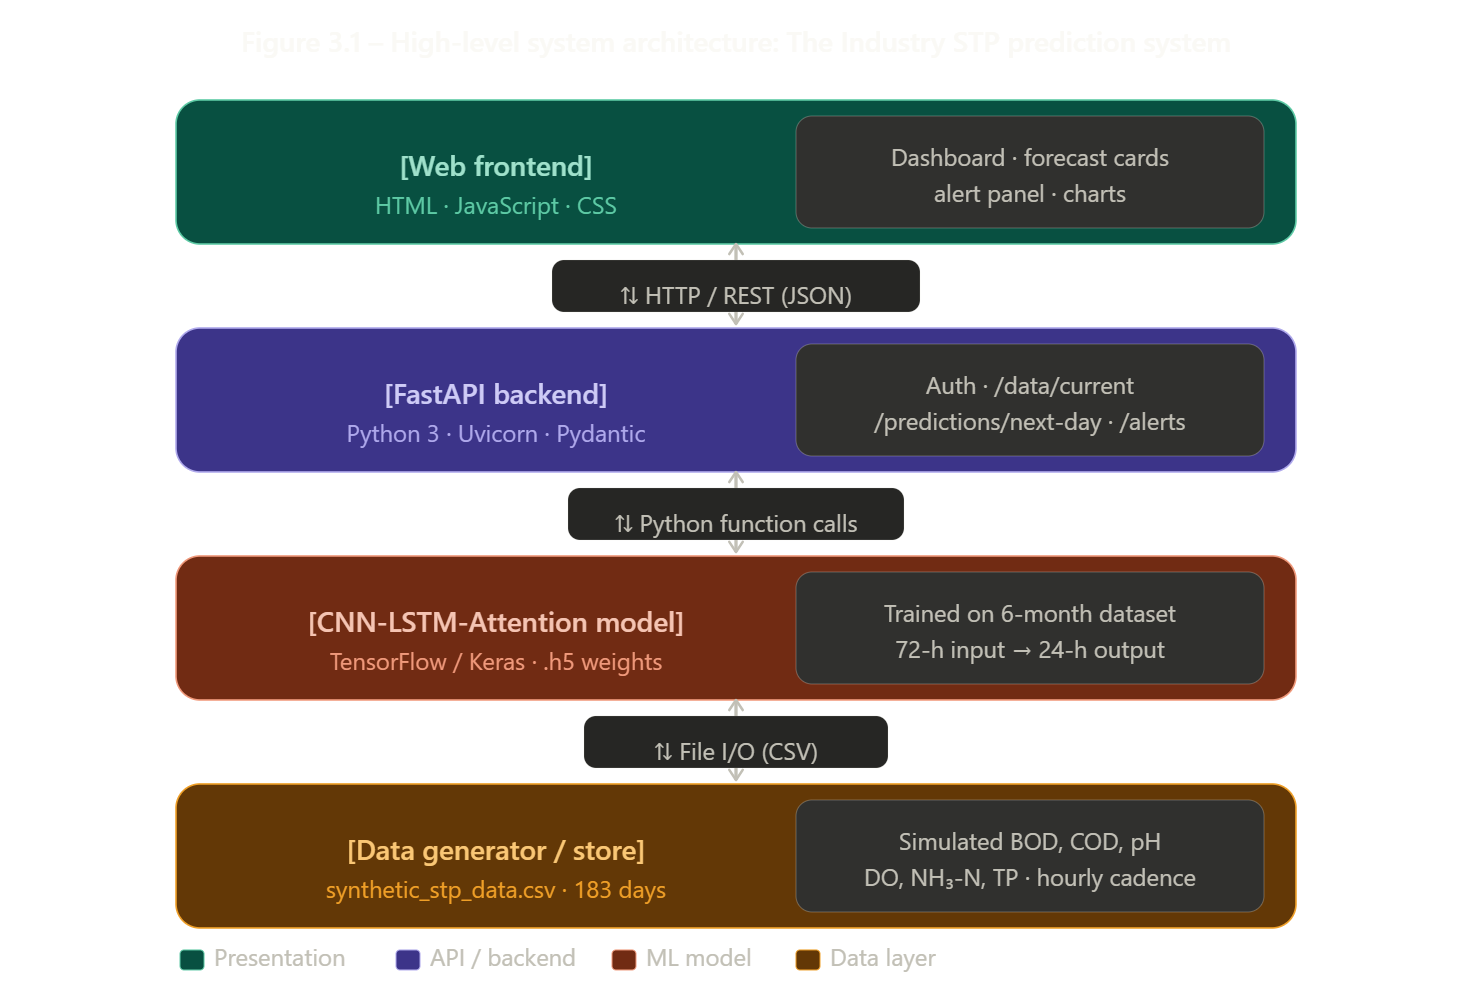 Figure 3.1 – High-level system architecture: The Industry STP prediction system
[Web frontend]
HTML · JavaScript · CSS
Dashboard · forecast cards
alert panel · charts
⇅ HTTP / REST (JSON)
[FastAPI backend]
Python 3 · Uvicorn · Pydantic
Auth · /data/current
/predictions/next-day · /alerts
⇅ Python function calls
[CNN-LSTM-Attention model]
TensorFlow / Keras · .h5 weights
Trained on 6-month dataset
72-h input → 24-h output
⇅ File I/O (CSV)
[Data generator / store]
synthetic_stp_data.csv · 183 days
Simulated BOD, COD, pH
DO, NH₃-N, TP · hourly cadence
Presentation
API / backend
ML model
Data layer